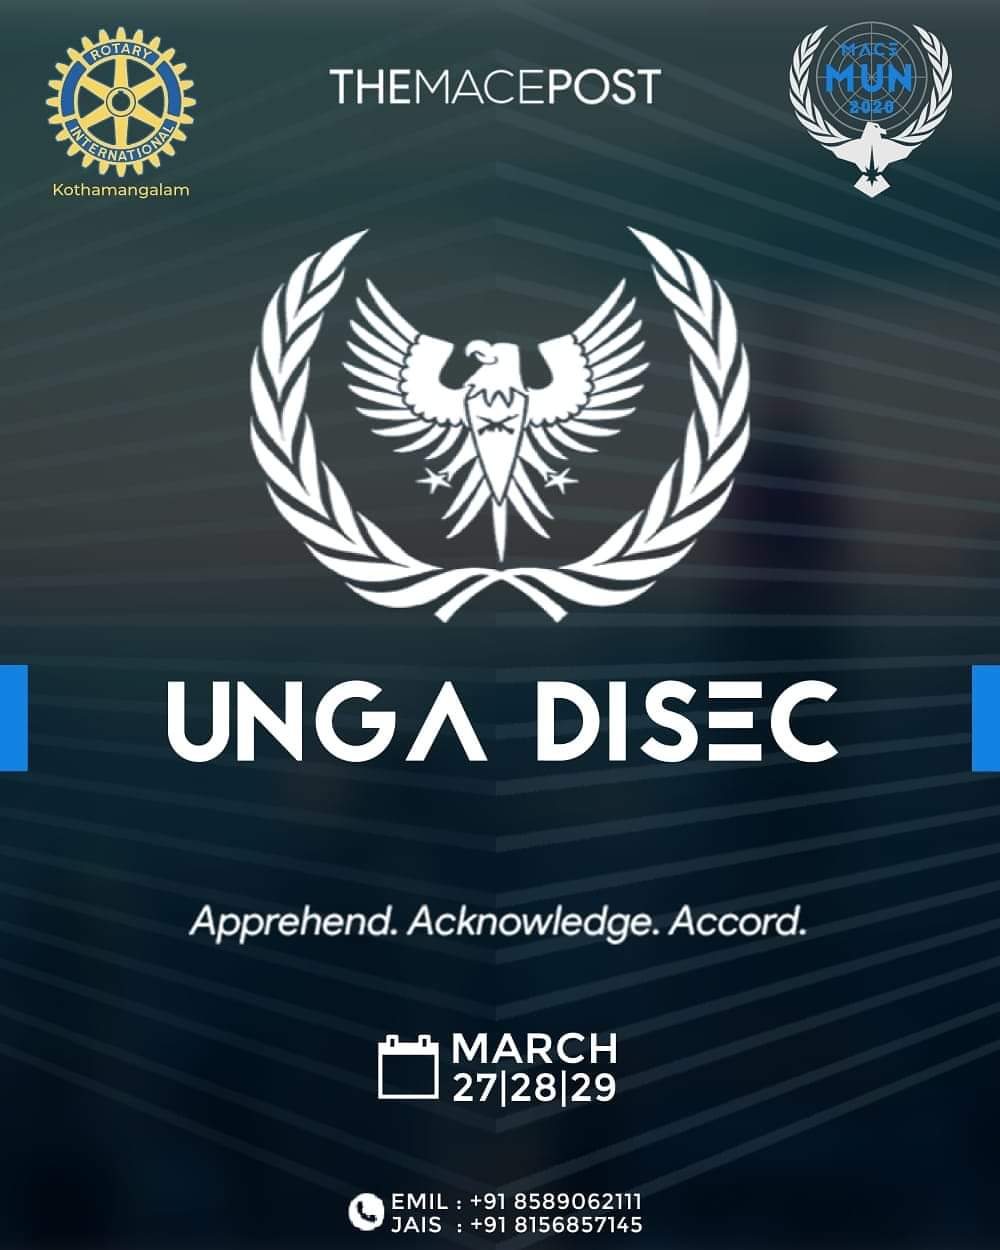 ROTARY
INTERNATIONAL
Kothamangalam
THEMACEPOST
MACE
MUN
2020
UNGA DISEC
Apprehend. Acknowledge. Accord.
MARCH
27|28|29
EMIL : +91 8589062111
JAIS : +91 8156857145